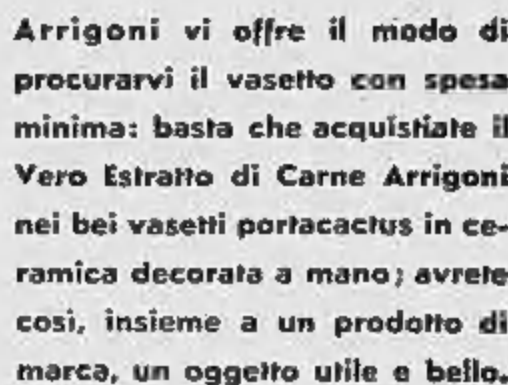 Arrigoni vi offre il modo di
procurarvi il vasetto con spesa
minima: basta che acquistiate il
Vero Estratto di Carne Arrigoni
nei bei vasetti portacactus in ce-
ramica decorata a mano; avrete
così, insieme a un prodotto di
marca, un oggetto utile e bello.